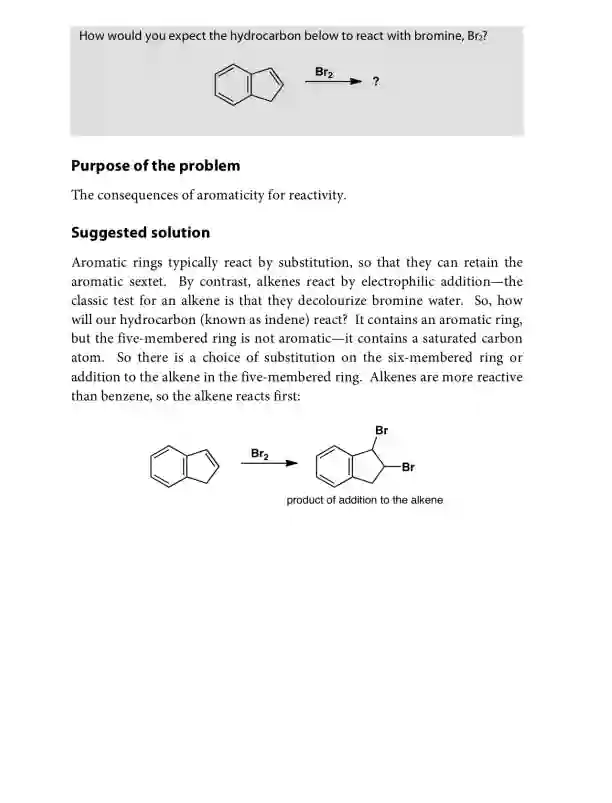 How would you expect the hydrocarbon below to react with bromine, Br₂?
Br₂
?
Purpose of the problem
The consequences of aromaticity for reactivity.
Suggested solution
Aromatic rings typically react by substitution, so that they can retain the
aromatic sextet. By contrast, alkenes react by electrophilic addition—the
classic test for an alkene is that they decolourize bromine water. So, how
will our hydrocarbon (known as indene) react? It contains an aromatic ring,
but the five-membered ring is not aromatic—it contains a saturated carbon
atom. So there is a choice of substitution on the six-membered ring or
addition to the alkene in the five-membered ring. Alkenes are more reactive
than benzene, so the alkene reacts first:
Br
Br₂
Br
product of addition to the alkene